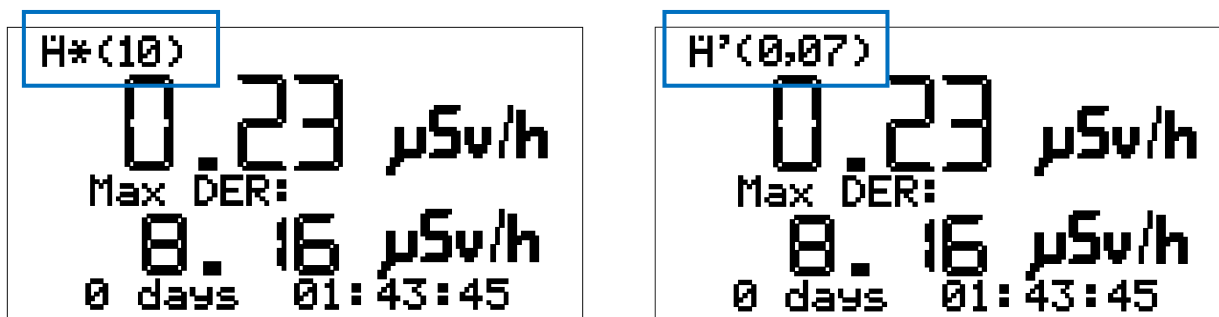 Ḧ*(10)
0.23 µSv/h
Max DER:
8.16 µSv/h
0 days 01:43:45
Ḧ'(0,07)
0.23 µSv/h
Max DER:
8.16 µSv/h
0 days 01:43:45